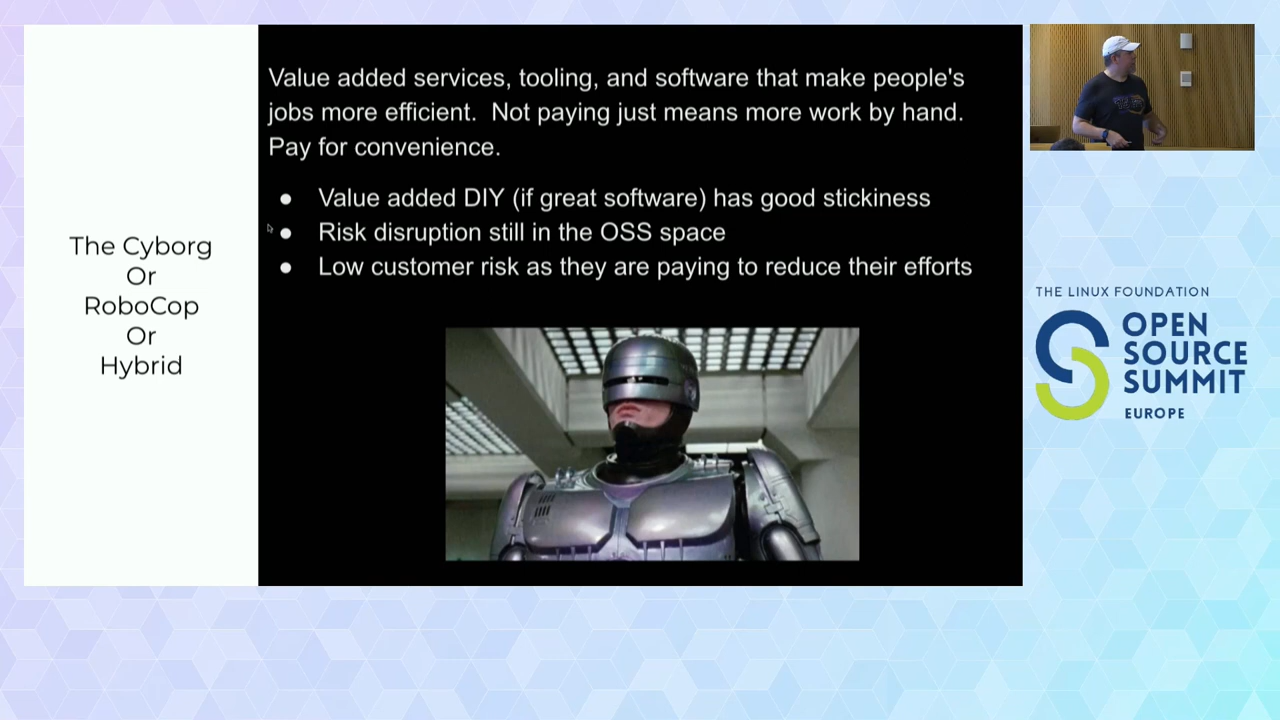 The Cyborg
Or
RoboCop
Or
Hybrid
Value added services, tooling, and software that make people's
jobs more efficient.  Not paying just means more work by hand.
Pay for convenience.
● Value added DIY (if great software) has good stickiness
● Risk disruption still in the OSS space
● Low customer risk as they are paying to reduce their efforts
THE LINUX FOUNDATION
OPEN
SOURCE
SUMMIT
EUROPE